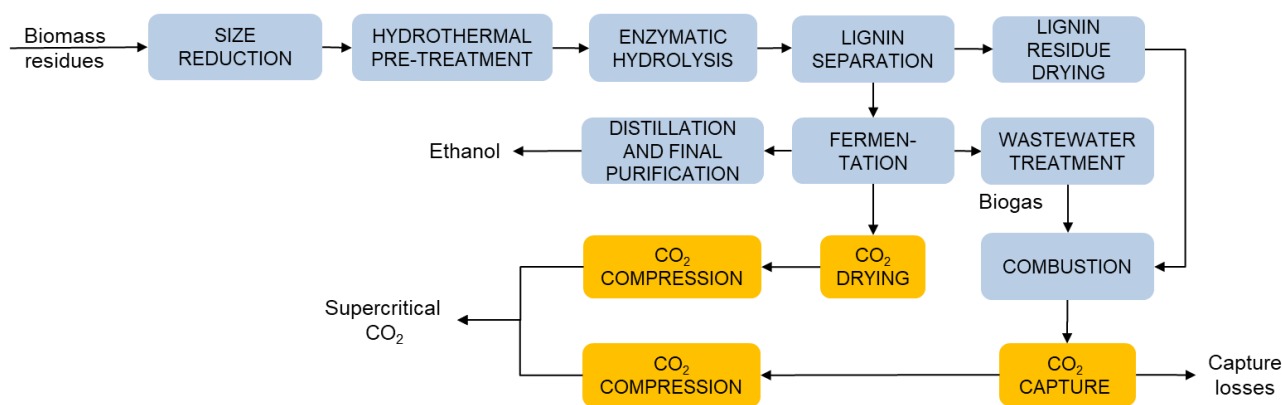 Biomass
residues
SIZE
REDUCTION
HYDROTHERMAL
PRE-TREATMENT
ENZYMATIC
HYDROLYSIS
LIGNIN
SEPARATION
LIGNIN
RESIDUE
DRYING
Ethanol
DISTILLATION
AND FINAL
PURIFICATION
FERMEN-
TATION
WASTEWATER
TREATMENT
Biogas
CO₂
COMPRESSION
CO₂
DRYING
COMBUSTION
Supercritical
CO₂
CO₂
COMPRESSION
CO₂
CAPTURE
Capture
losses